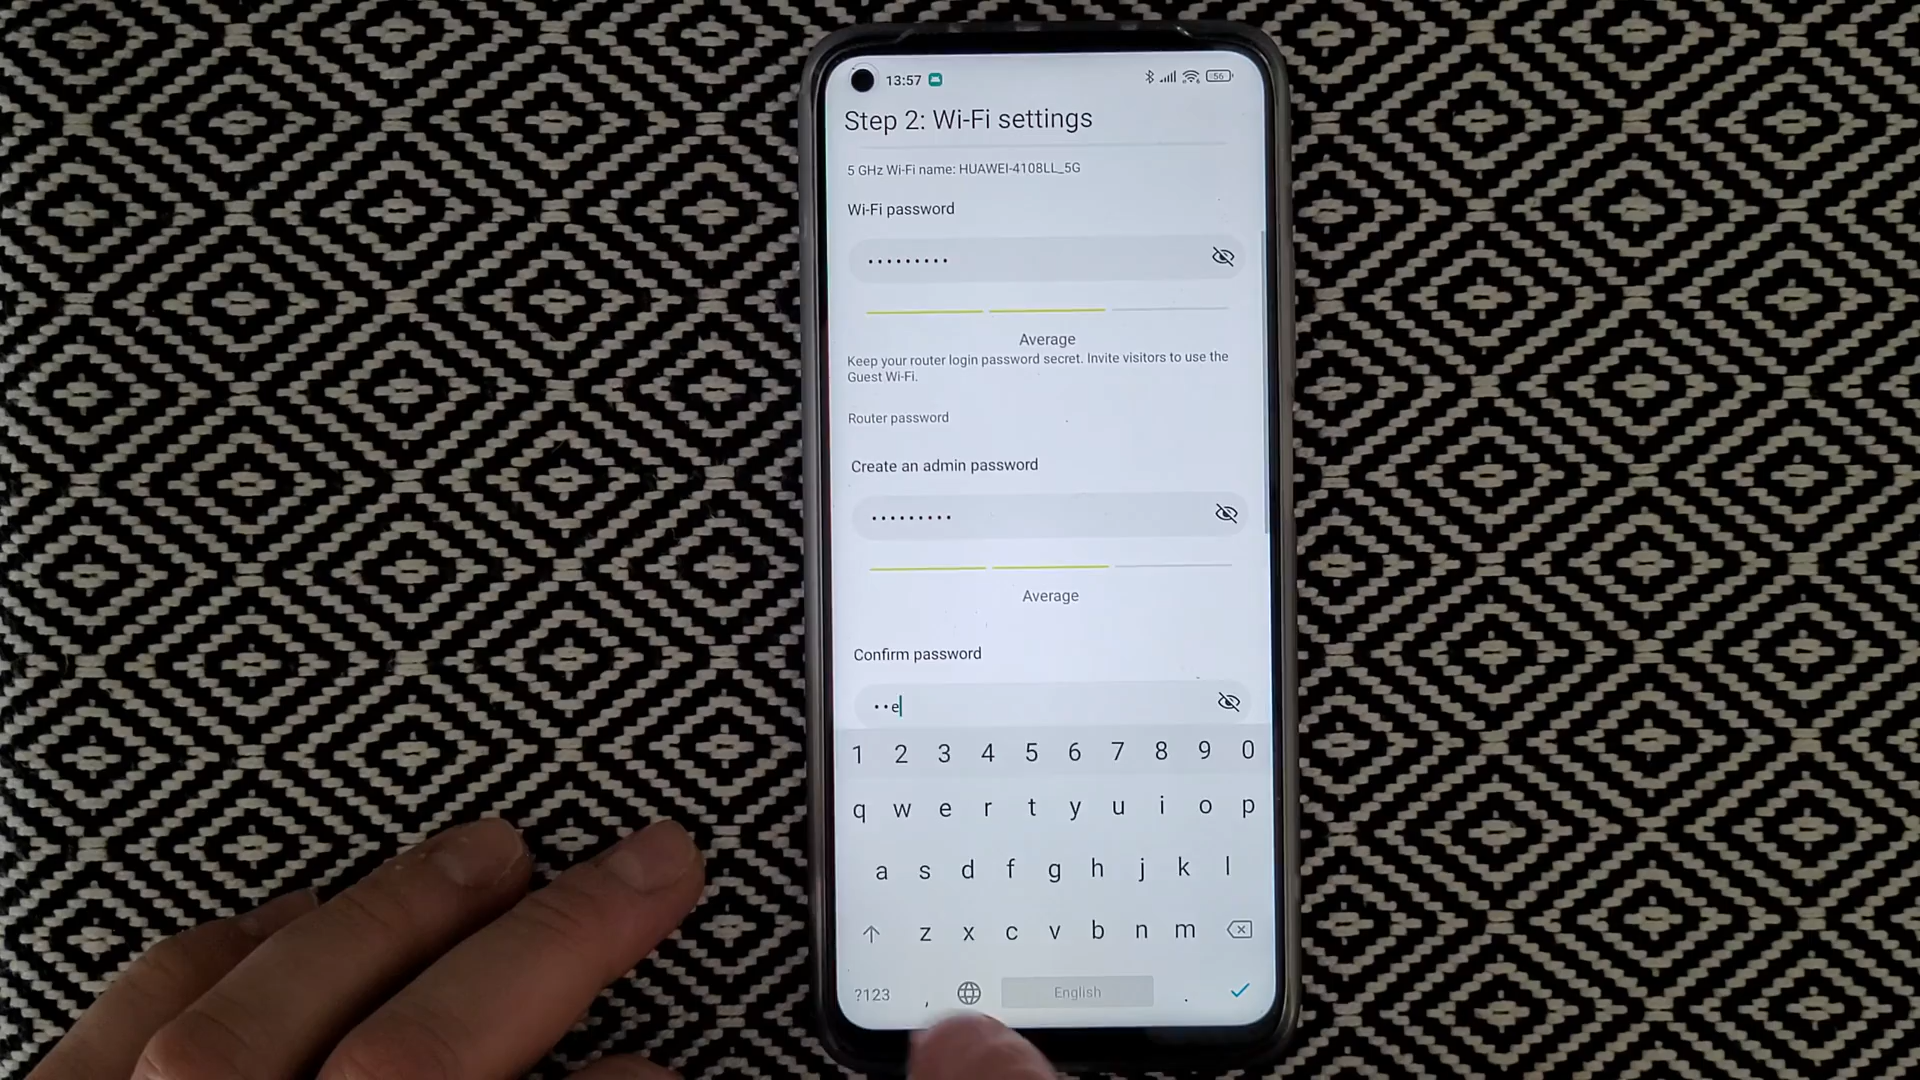 13:57
56
Step 2: Wi-Fi settings
5 GHz Wi-Fi name: HUAWEI-4108LL_5G
Wi-Fi password
•••••••••
Average
Keep your router login password secret. Invite visitors to use the
Guest Wi-Fi.
Router password
Create an admin password
•••••••••
Average
Confirm password
••e
1 2 3 4 5 6 7 8 9 0
q w e r t y u i o p
a s d f g h j k l
z x c v b n m
?123 , English .